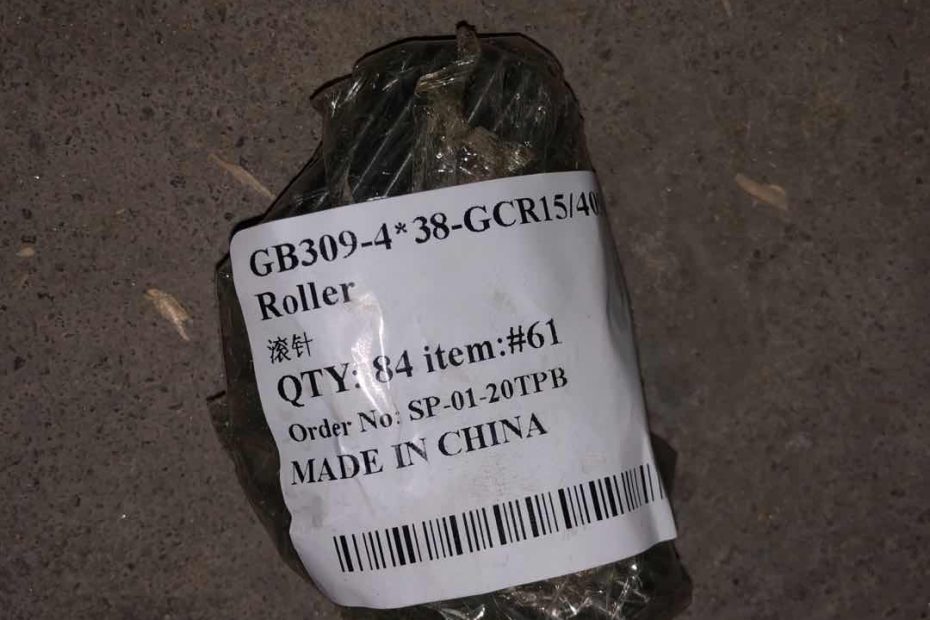 GB309-4*38-GCR15/40
Roller
滚针
QTY: 84 item:#61
Order No: SP-01-20TPB
MADE IN CHINA